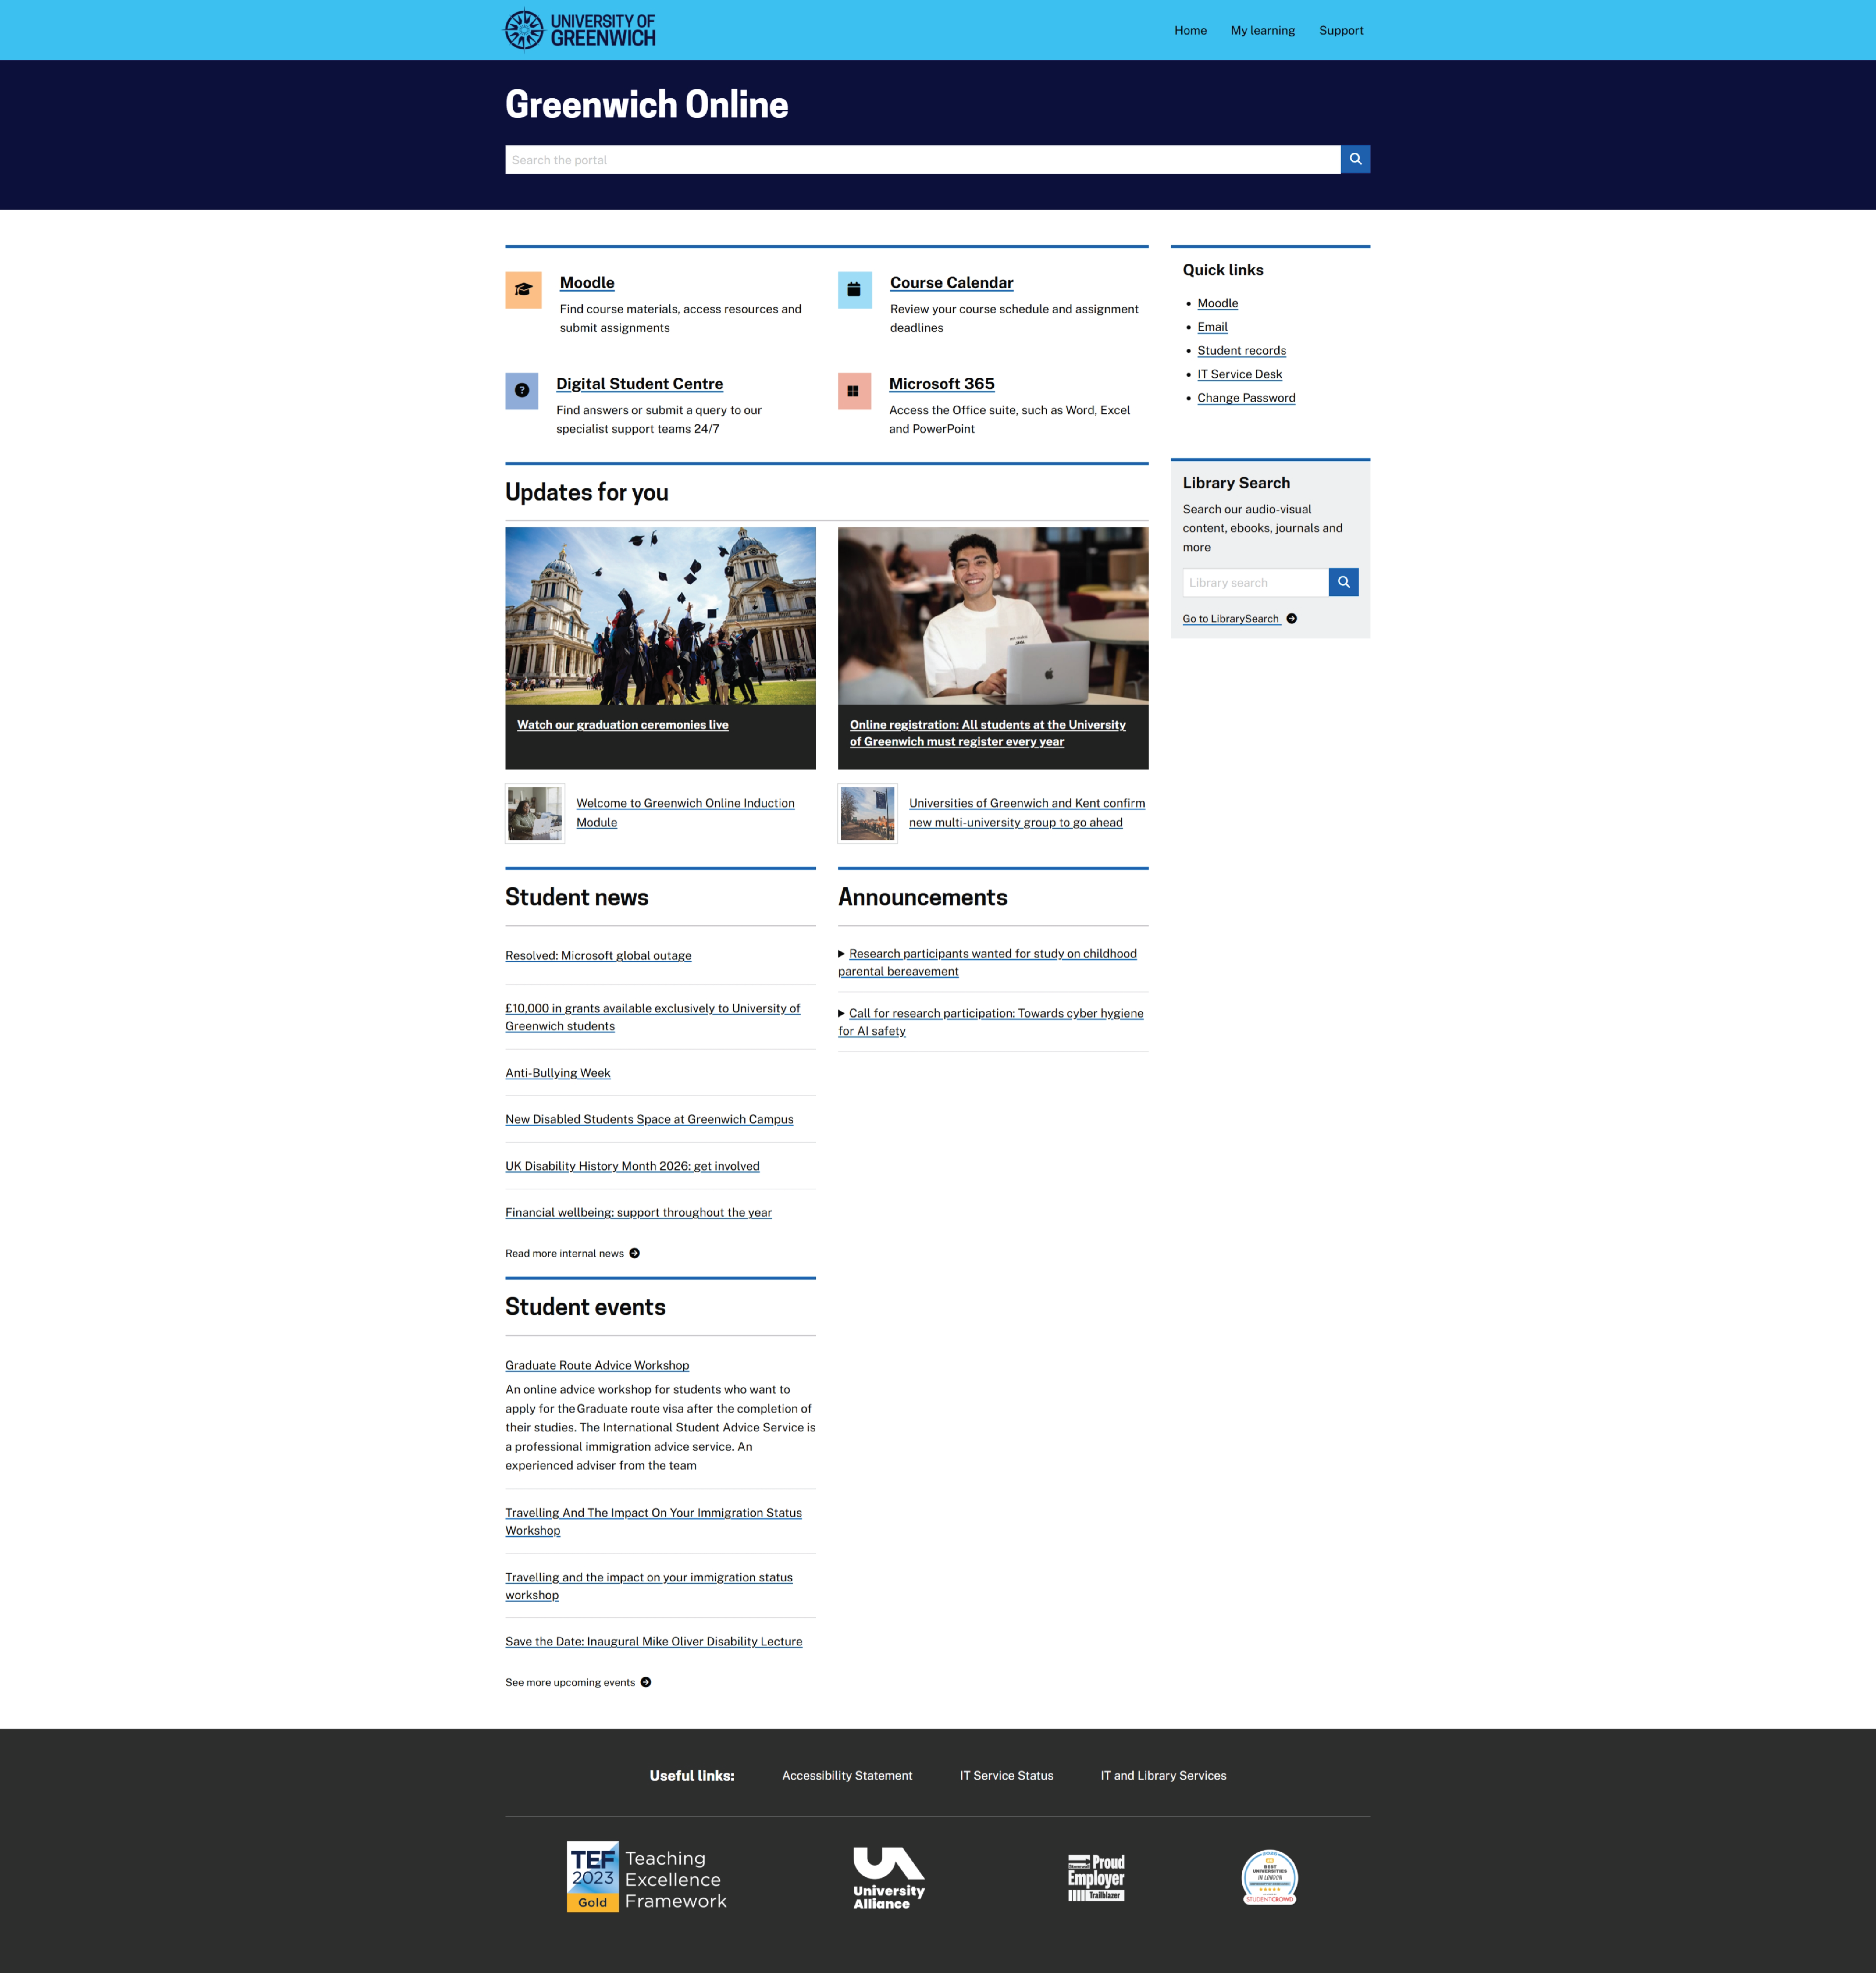 UNIVERSITY OF
GREENWICH
Home
My learning
Support
Greenwich Online
Search the portal
Moodle
Find course materials, access resources and
submit assignments
Course Calendar
Review your course schedule and assignment
deadlines
Digital Student Centre
Find answers or submit a query to our
specialist support teams 24/7
Microsoft 365
Access the Office suite, such as Word, Excel
and PowerPoint
Quick links
Moodle
Email
Student records
IT Service Desk
Change Password
Library Search
Search our audio-visual
content, ebooks, journals and
more
Library search
Go to LibrarySearch
Updates for you
Watch our graduation ceremonies live
Online registration: All students at the University
of Greenwich must register every year
Welcome to Greenwich Online Induction
Module
Universities of Greenwich and Kent confirm
new multi-university group to go ahead
Student news
Resolved: Microsoft global outage
£10,000 in grants available exclusively to University of
Greenwich students
Anti-Bullying Week
New Disabled Students Space at Greenwich Campus
UK Disability History Month 2026: get involved
Financial wellbeing: support throughout the year
Read more internal news
Announcements
Research participants wanted for study on childhood
parental bereavement
Call for research participation: Towards cyber hygiene
for AI safety
Student events
Graduate Route Advice Workshop
An online advice workshop for students who want to
apply for the Graduate route visa after the completion of
their studies. The International Student Advice Service is
a professional immigration advice service. An
experienced adviser from the team
Travelling And The Impact On Your Immigration Status
Workshop
Travelling and the impact on your immigration status
workshop
Save the Date: Inaugural Mike Oliver Disability Lecture
See more upcoming events
Useful links:
Accessibility Statement
IT Service Status
IT and Library Services
TEF
2023
Gold
Teaching
Excellence
Framework
University
Alliance
Proud
Employer
Trailblazer
BEST
UNIVERSITIES
IN LONDON
STUDENTCROWD